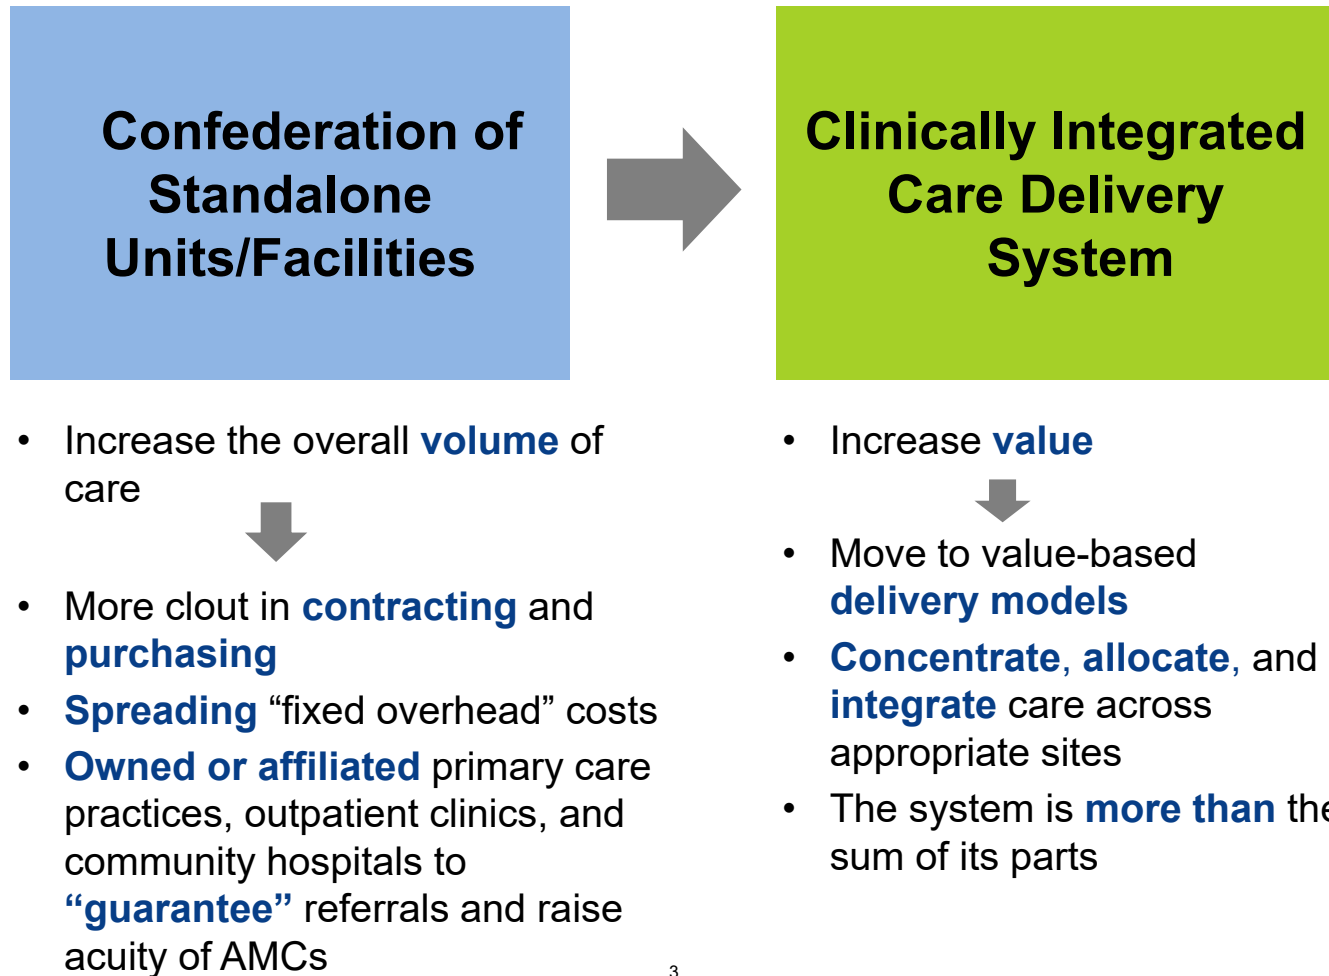 Confederation of
Standalone
Units/Facilities
• Increase the overall volume of
care
• More clout in contracting and
purchasing
• Spreading “fixed overhead” costs
• Owned or affiliated primary care
practices, outpatient clinics, and
community hospitals to
“guarantee” referrals and raise
acuity of AMCs
Clinically Integrated
Care Delivery
System
• Increase value
• Move to value-based
delivery models
• Concentrate, allocate, and
integrate care across
appropriate sites
• The system is more than the
sum of its parts
3